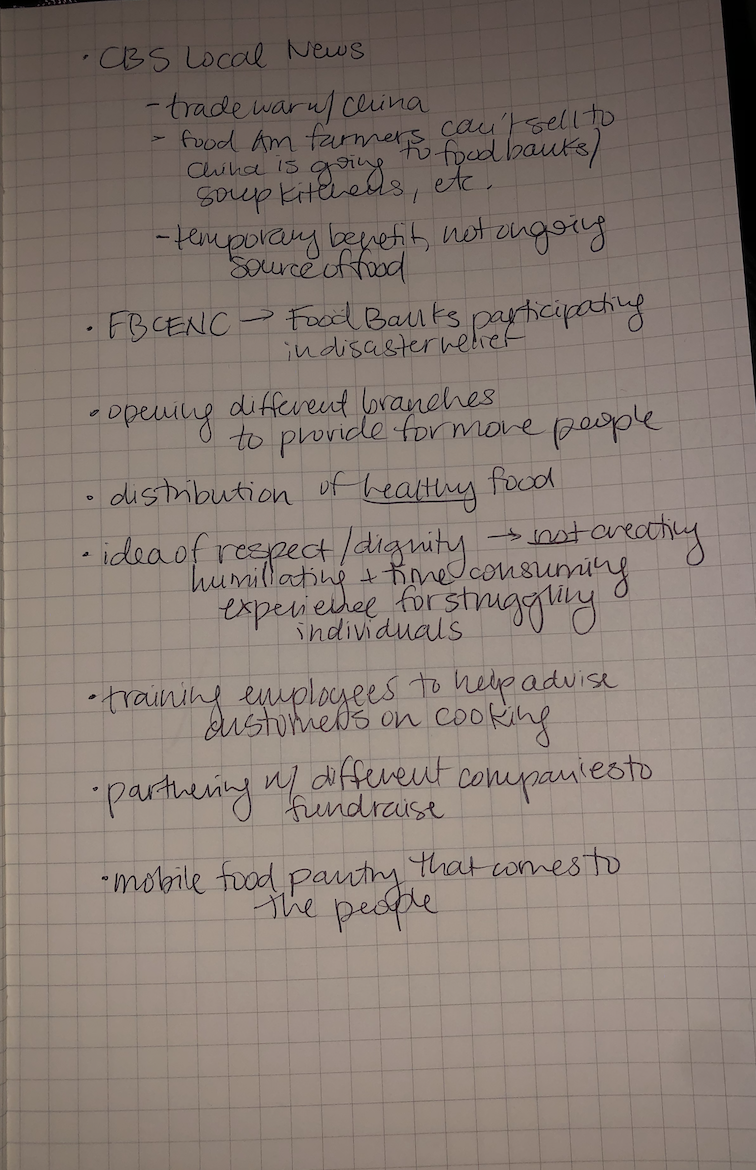 · CBS Local News
- trade war w/ China
- food Am farmers can't sell to
China is going to food banks/
soup kitchens, etc.
- temporary benefit, not ongoing
source of food
· FBCENC → Food Banks participating
in disaster relief
· opening different branches
to provide for more people
· distribution of healthy food
· idea of respect/dignity → not creating
humiliating + time consuming
experience for struggling
individuals
· training employees to help advise
customers on cooking
· partnering w/ different companies to
fundraise
· mobile food pantry that comes to
the people